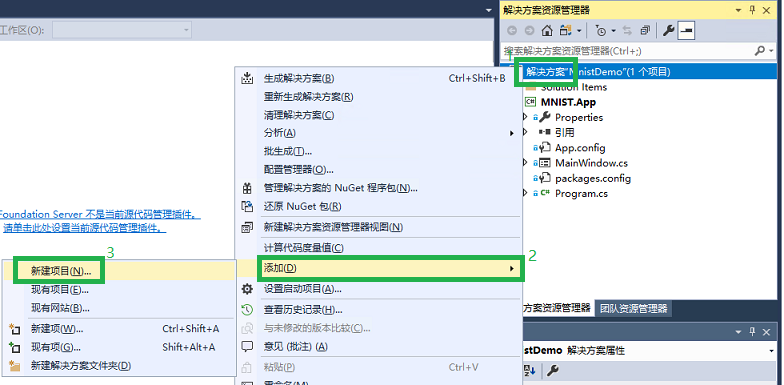 工作区(O):
解决方案资源管理器
搜索解决方案资源管理器(Ctrl+;)
1
解决方案"MnistDemo"(1 个项目)
Solution Items
MNIST.App
Properties
引用
App.config
MainWindow.cs
packages.config
Program.cs
生成解决方案(B) Ctrl+Shift+B
重新生成解决方案(R)
清理解决方案(C)
分析(A)
批生成(T)...
配置管理器(O)...
管理解决方案的 NuGet 程序包(N)...
还原 NuGet 包(R)
新建解决方案资源管理器视图(N)
计算代码度量值(C)
添加(D)
2
设置启动项目(A)...
查看历史记录(H)...
与未修改的版本比较(C)...
意见 (批注) (A)
粘贴(P) Ctrl+V
Foundation Server 不是当前源代码管理插件。
请单击此处设置当前源代码管理插件。
3
新建项目(N)...
现有项目(E)...
现有网站(B)...
新建项(W)... Ctrl+Shift+A
现有项(G)... Shift+Alt+A
新建解决方案文件夹(D)
方案资源管理器 团队资源管理器
stDemo 解决方案属性